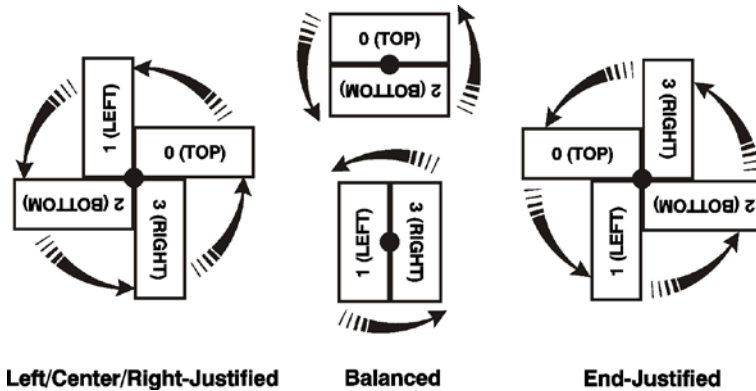 1 (LEFT)
0 (TOP)
2 (BOTTOM)
3 (RIGHT)
0 (TOP)
2 (BOTTOM)
1 (LEFT)
3 (RIGHT)
3 (RIGHT)
0 (TOP)
2 (BOTTOM)
1 (LEFT)
Left/Center/Right-Justified
Balanced
End-Justified